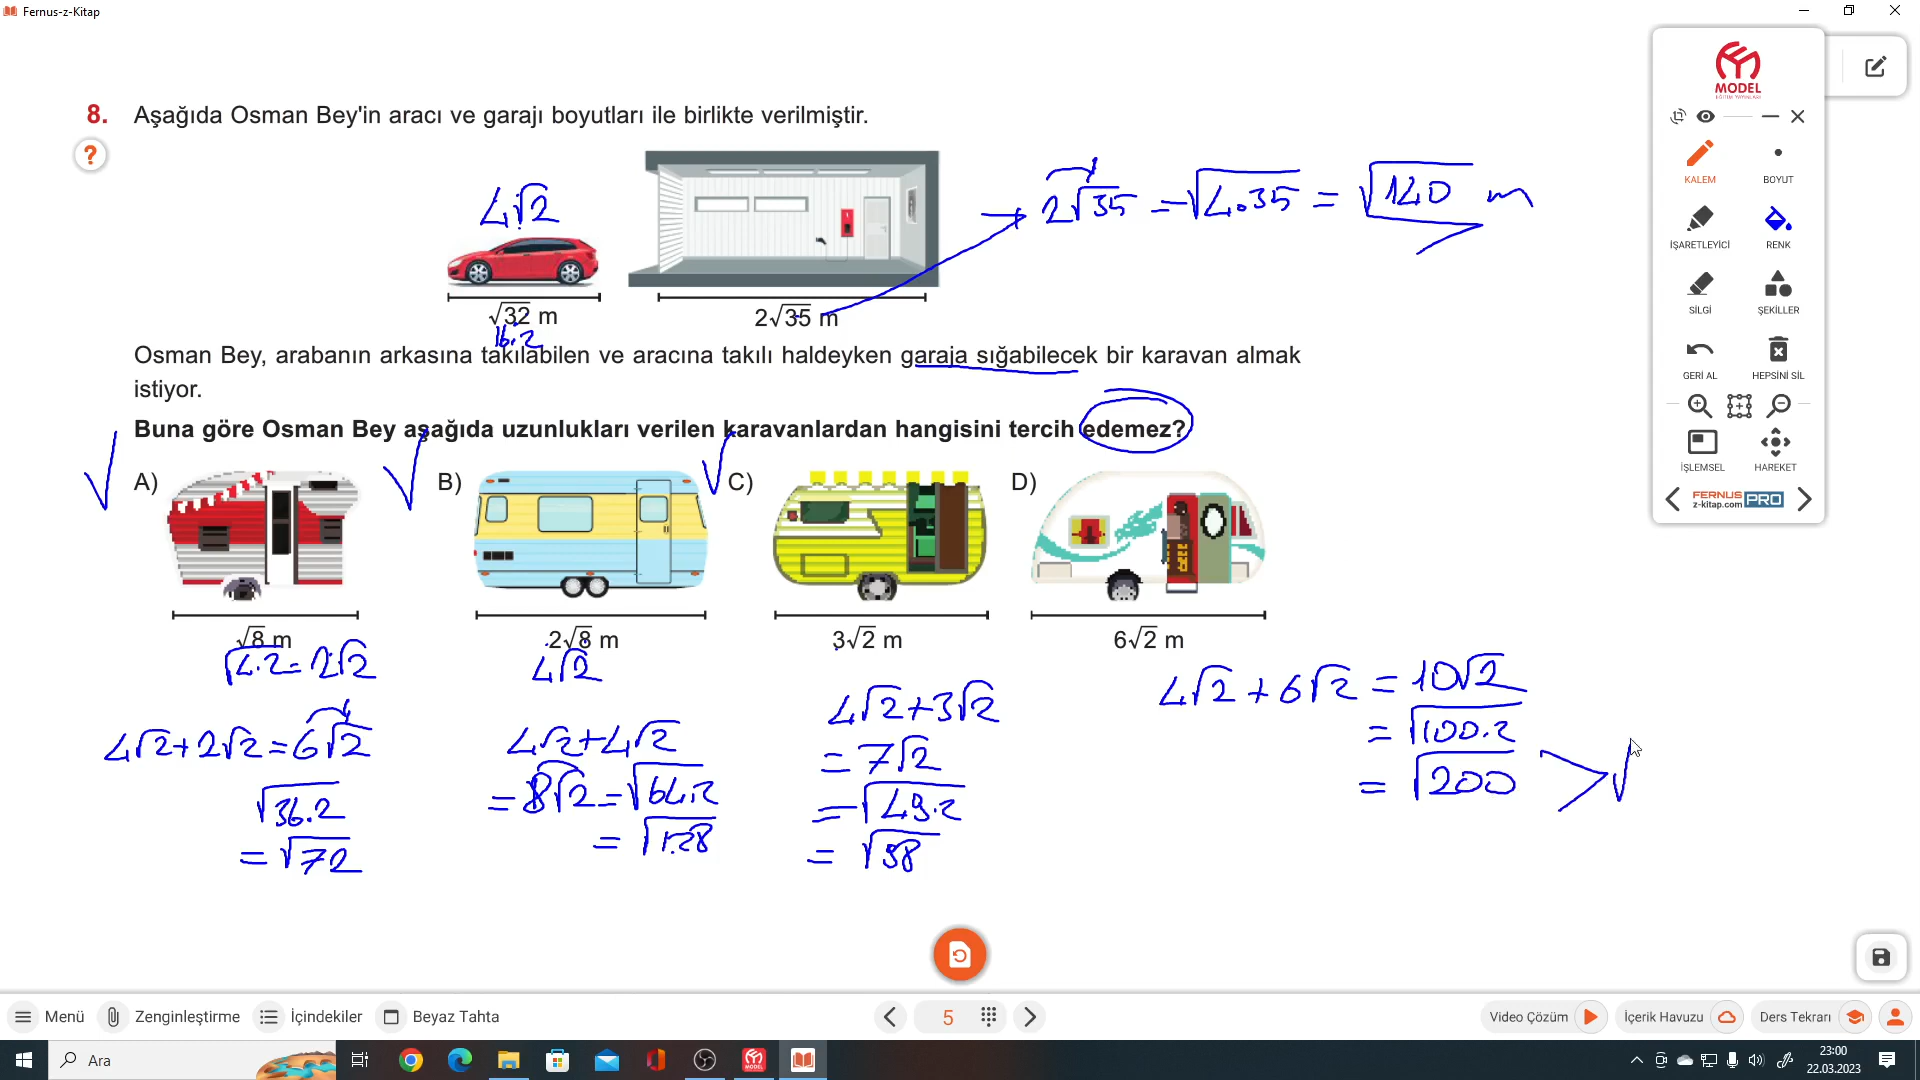 Fernus-z-Kitap
MODEL
EĞİTİM YAYINLARI
8. Aşağıda Osman Bey'in aracı ve garajı boyutları ile birlikte verilmiştir.
?
4√2
2√35 = √4.35 = √140 m
√32 m
16.2
2√35 m
Osman Bey, arabanın arkasına takılabilen ve aracına takılı haldeyken garaja sığabilecek bir karavan almak
istiyor.
Buna göre Osman Bey aşağıda uzunlukları verilen karavanlardan hangisini tercih edemez?
A) B) C) D)
√8 m 2√8 m 3√2 m 6√2 m
√4.2 = 2√2
4√2+2√2=6√2
√36.2
=√72
4√2
4√2+4√2
=8√2=√64.2
=√128
4√2+3√2
=7√2
=√49.2
=√98
4√2+6√2=10√2
=√100.2
=√200 > √
KALEM BOYUT
İŞARETLEYİCİ RENK
SİLGİ ŞEKİLLER
GERİ AL HEPSİNİ SİL
İŞLEMSEL HAREKET
FERNUS PRO
z-kitap.com
Menü Zenginleştirme İçindekiler Beyaz Tahta 5 Video Çözüm İçerik Havuzu Ders Tekrarı
Ara
23:00
22.03.2023